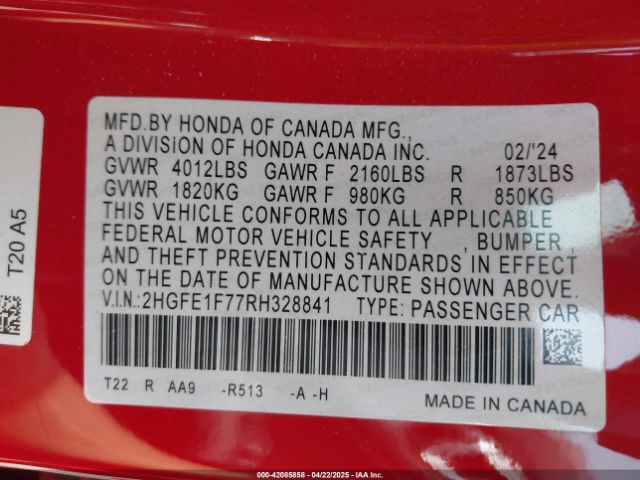 MFD.BY HONDA OF CANADA MFG.,
A DIVISION OF HONDA CANADA INC. 02/'24
GVWR 4012LBS GAWR F 2160LBS R 1873LBS
GVWR 1820KG GAWR F 980KG R 850KG
THIS VEHICLE CONFORMS TO ALL APPLICABLE
FEDERAL MOTOR VEHICLE SAFETY , BUMPER ,
AND THEFT PREVENTION STANDARDS IN EFFECT
ON THE DATE OF MANUFACTURE SHOWN ABOVE.
V.I.N.:2HGFE1F77RH328841 TYPE: PASSENGER CAR
T22 R AA9 -R513 -A -H
MADE IN CANADA
T20 A5
000-42085858 - 04/22/2025 - IAA Inc.